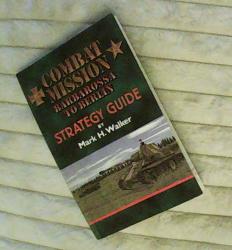 COMBAT
MISSION
BARBAROSSA
TO BERLIN
STRATEGY GUIDE
BY
Mark H. Walker